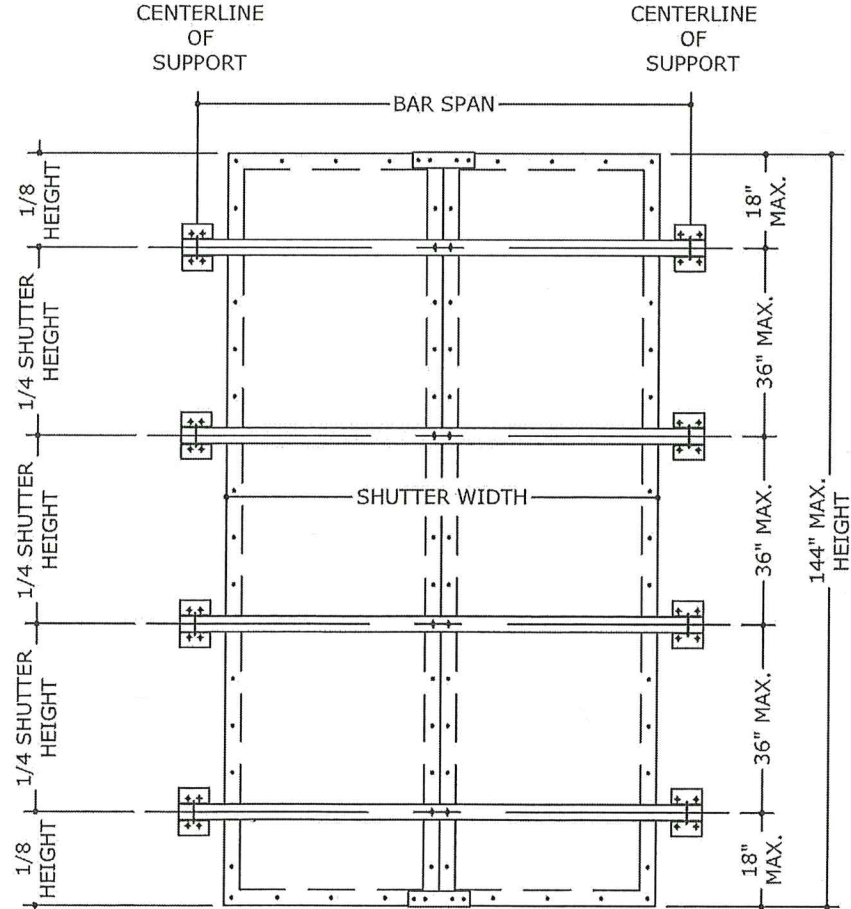 CENTERLINE
OF
SUPPORT
CENTERLINE
OF
SUPPORT
BAR SPAN
1/8
HEIGHT
18"
MAX.
1/4 SHUTTER
HEIGHT
36" MAX.
1/4 SHUTTER
HEIGHT
SHUTTER WIDTH
36" MAX.
144" MAX.
HEIGHT
1/4 SHUTTER
HEIGHT
36" MAX.
1/8
HEIGHT
18"
MAX.